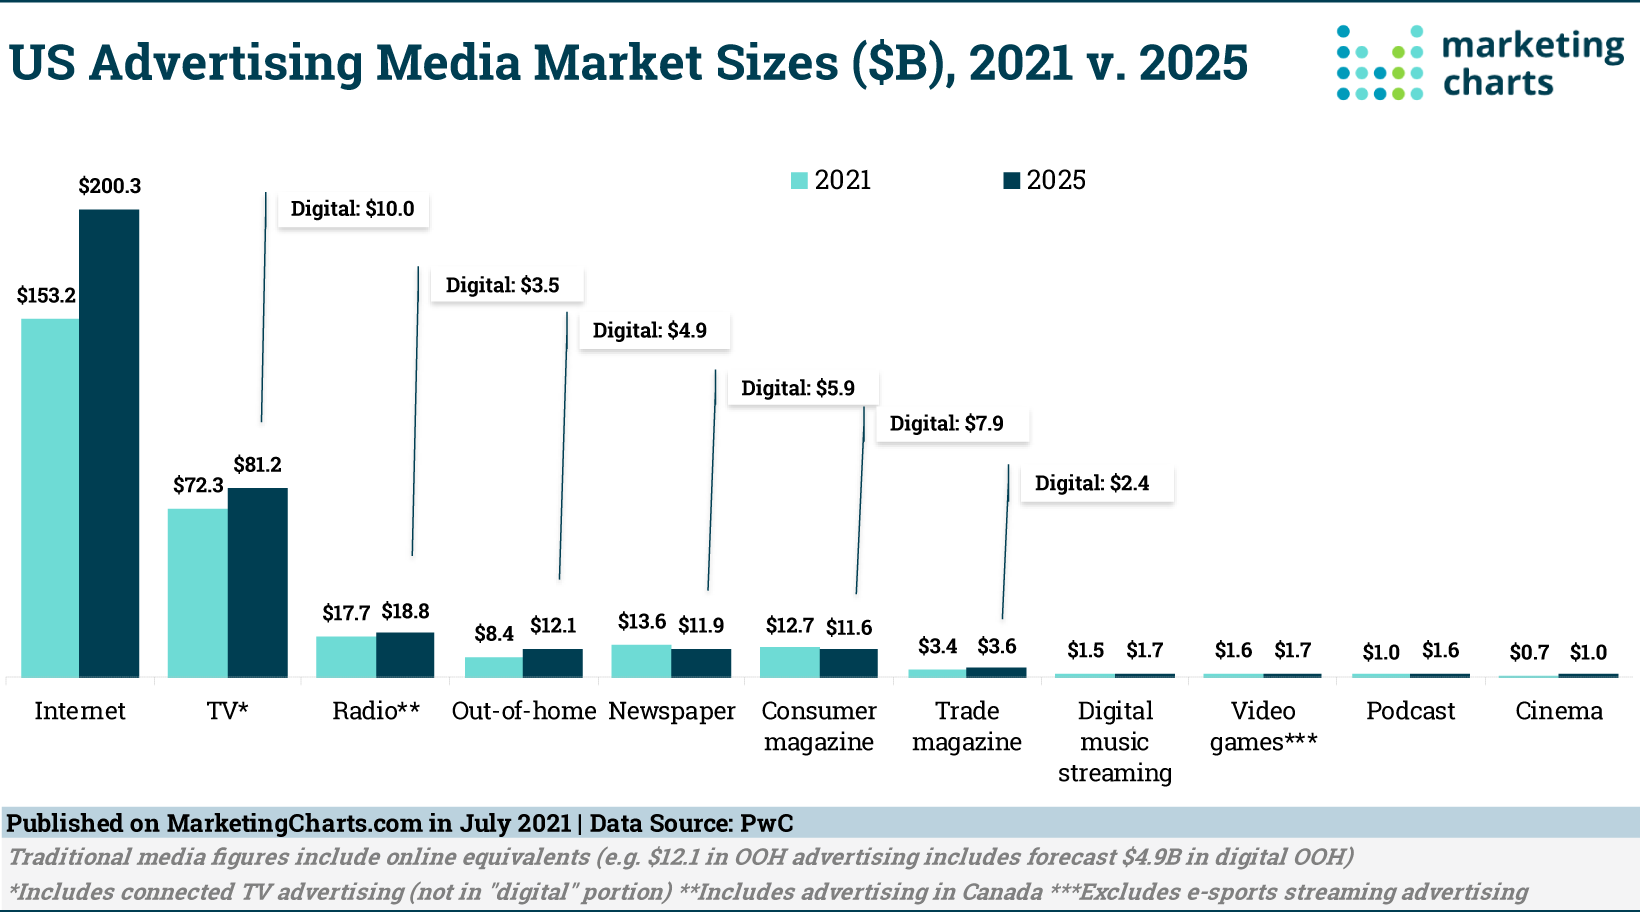 US Advertising Media Market Sizes ($B), 2021 v. 2025
marketing
charts
2021
2025
$200.3
$153.2
Digital: $10.0
Digital: $3.5
Digital: $4.9
Digital: $5.9
Digital: $7.9
Digital: $2.4
$72.3
$81.2
$17.7
$18.8
$8.4
$12.1
$13.6
$11.9
$12.7
$11.6
$3.4
$3.6
$1.5
$1.7
$1.6
$1.7
$1.0
$1.6
$0.7
$1.0
Internet
TV*
Radio**
Out-of-home
Newspaper
Consumer
magazine
Trade
magazine
Digital
music
streaming
Video
games***
Podcast
Cinema
Published on MarketingCharts.com in July 2021 | Data Source: PwC
Traditional media figures include online equivalents (e.g. $12.1 in OOH advertising includes forecast $4.9B in digital OOH)
*Includes connected TV advertising (not in "digital" portion) **Includes advertising in Canada ***Excludes e-sports streaming advertising